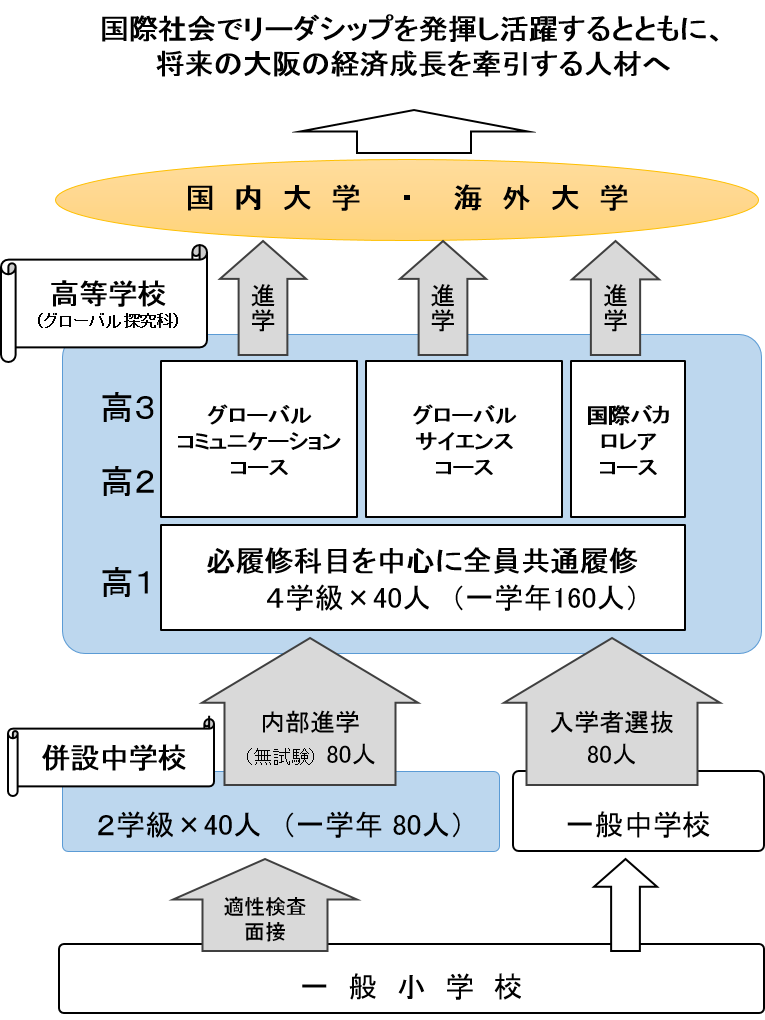 国際社会でリーダシップを発揮し活躍するとともに、
将来の大阪の経済成長を牽引する人材へ
国内大学・海外大学
高等学校
（グローバル探究科）
進学
進学
進学
高３
高２
グローバル
コミュニケーション
コース
グローバル
サイエンス
コース
国際バカ
ロレア
コース
高１
必履修科目を中心に全員共通履修
４学級×40人 （一学年160人）
内部進学
（無試験） 80人
入学者選抜
80人
併設中学校
２学級×40人 （一学年 80人）
一般中学校
適性検査
面接
一般小学校